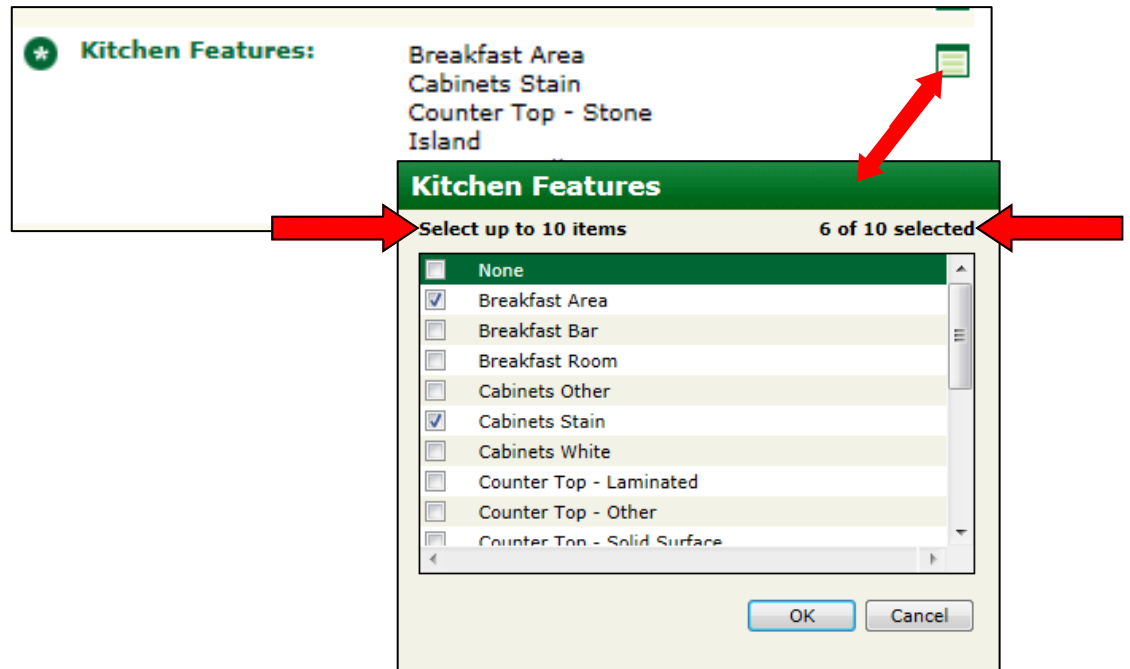 Kitchen Features:
Breakfast Area
Cabinets Stain
Counter Top - Stone
Island
Kitchen Features
Select up to 10 items 6 of 10 selected
None
Breakfast Area
Breakfast Bar
Breakfast Room
Cabinets Other
Cabinets Stain
Cabinets White
Counter Top - Laminated
Counter Top - Other
Counter Top - Solid Surface
OK Cancel